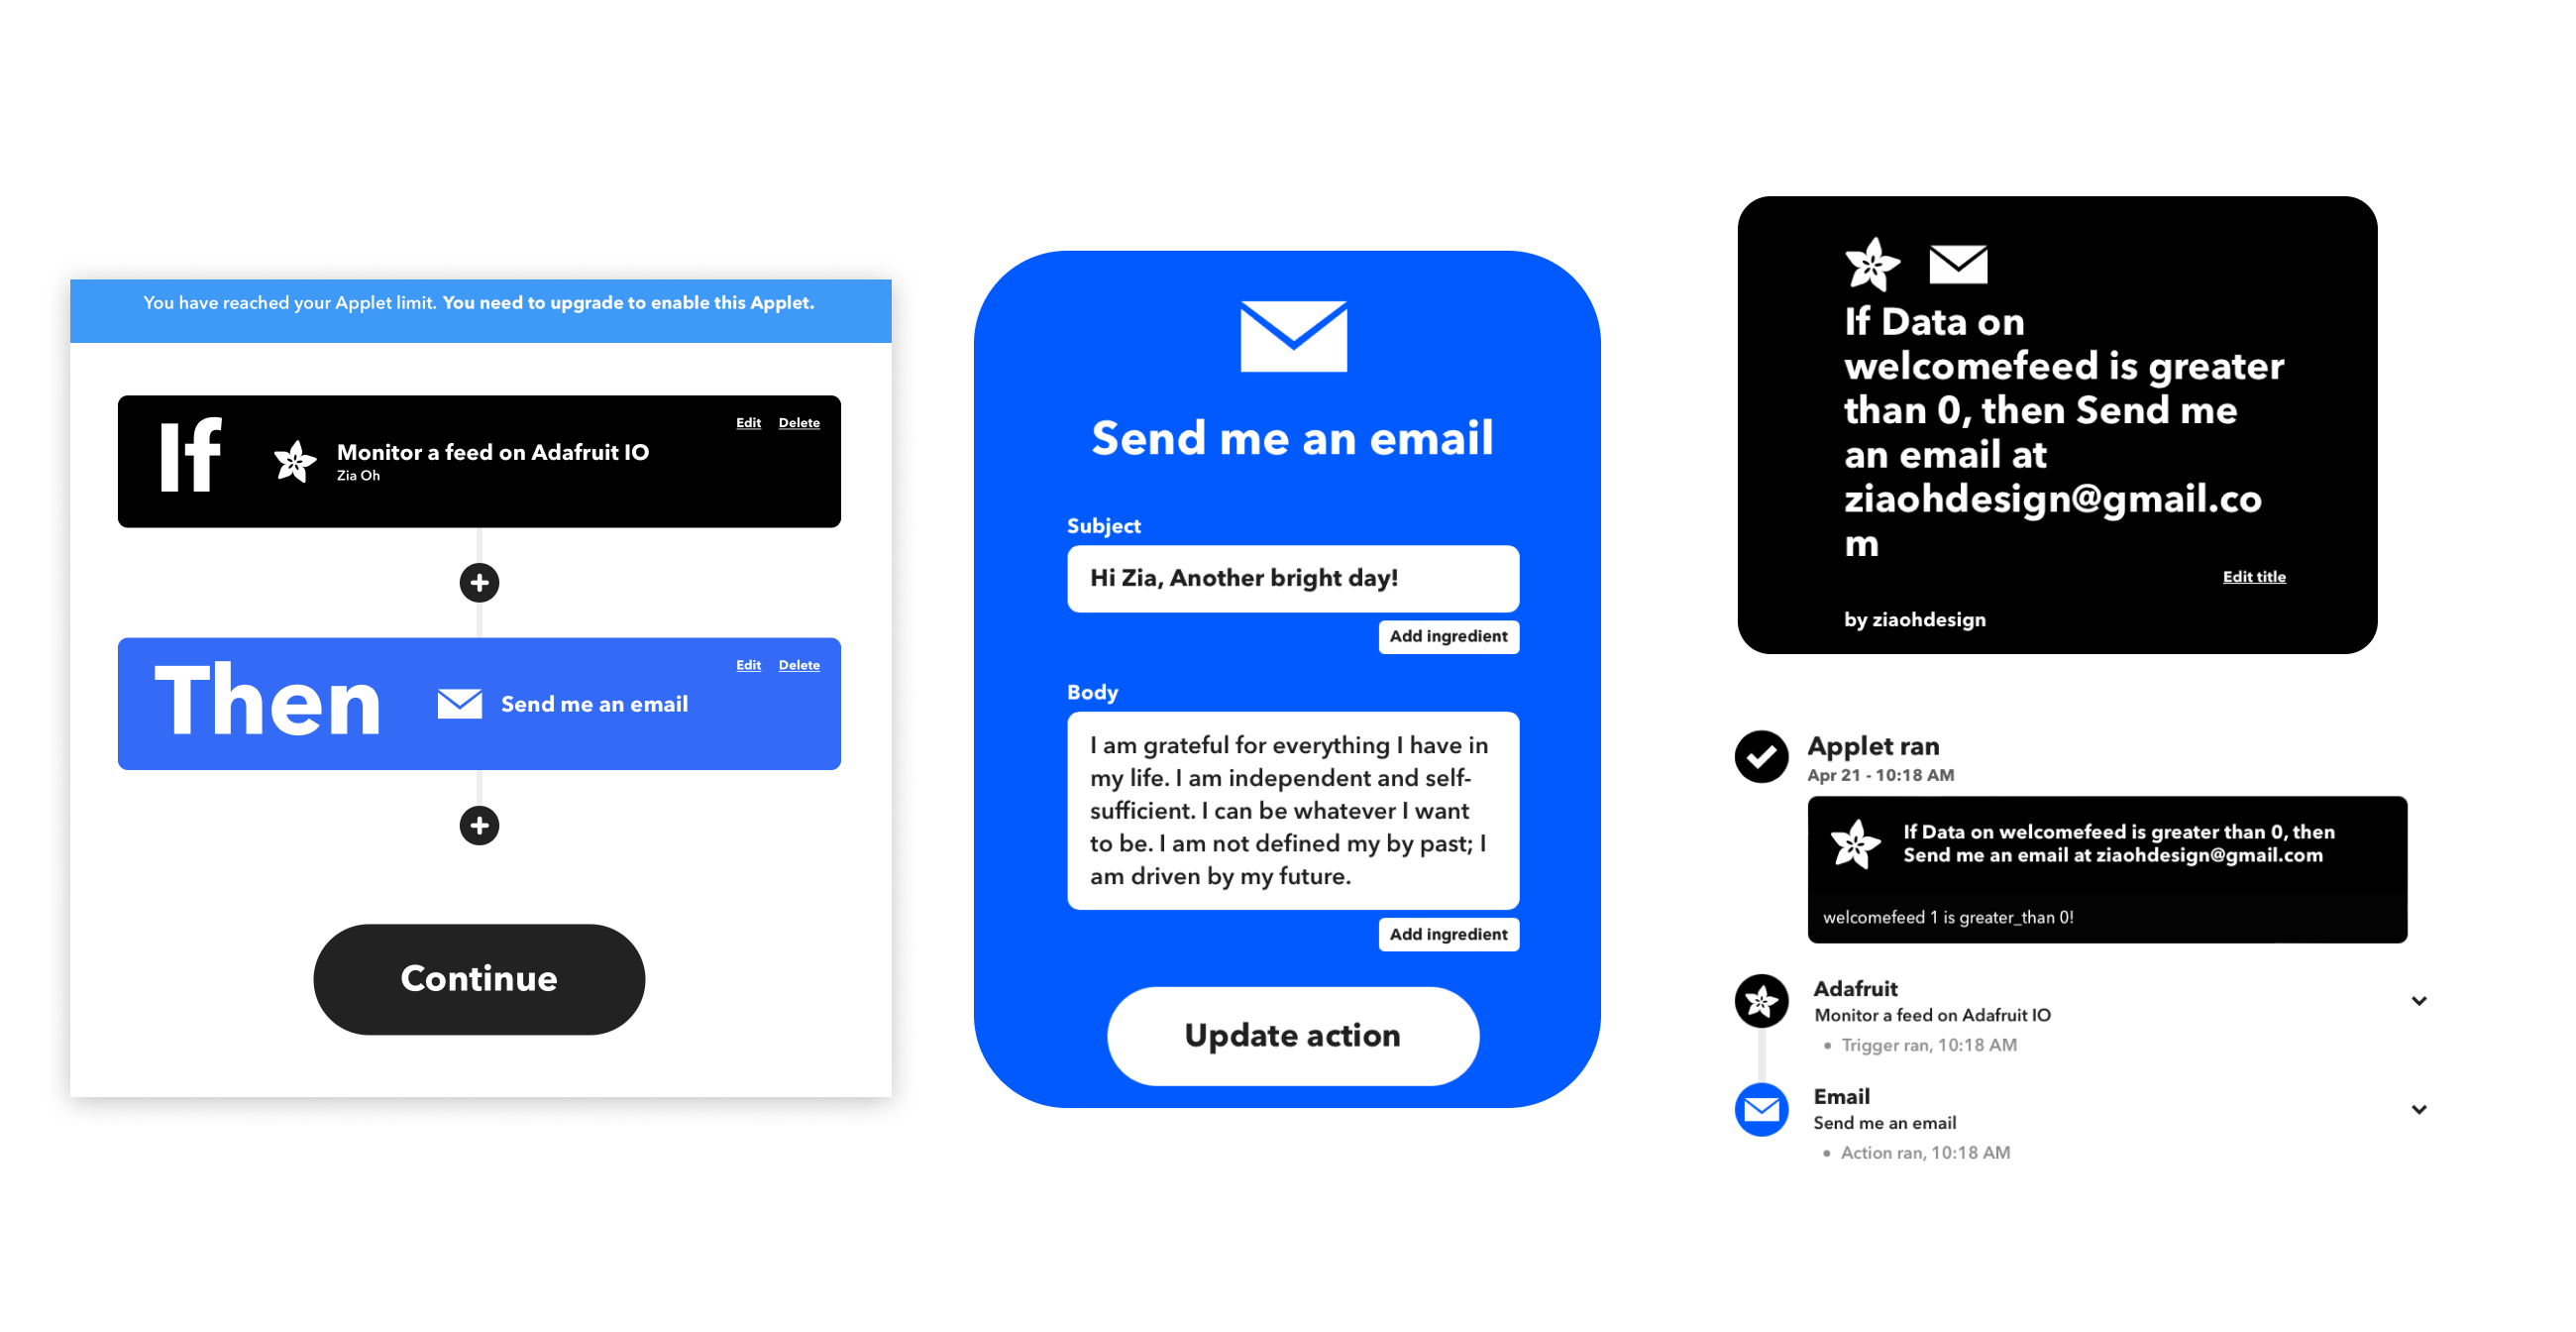 You have reached your Applet limit. You need to upgrade to enable this Applet.
If
Edit Delete
Monitor a feed on Adafruit IO
Zia Oh
Then
Edit Delete
Send me an email
Continue
Send me an email
Subject
Hi Zia, Another bright day!
Add ingredient
Body
I am grateful for everything I have in
my life. I am independent and self-
sufficient. I can be whatever I want
to be. I am not defined my by past; I
am driven by my future.
Add ingredient
Update action
If Data on
welcomefeed is greater
than 0, then Send me
an email at
ziaohdesign@gmail.co
m
Edit title
by ziaohdesign
Applet ran
Apr 21 - 10:18 AM
If Data on welcomefeed is greater than 0, then
Send me an email at ziaohdesign@gmail.com
welcomefeed 1 is greater_than 0!
Adafruit
Monitor a feed on Adafruit IO
• Trigger ran, 10:18 AM
Email
Send me an email
• Action ran, 10:18 AM